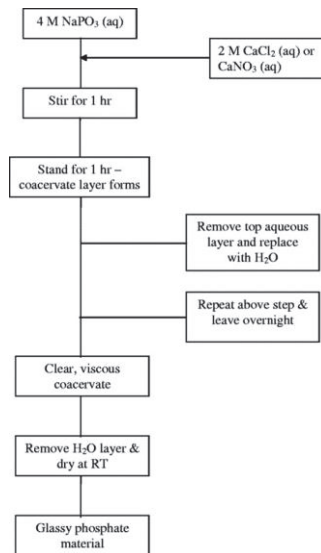 4 M NaPO₃ (aq)
2 M CaCl₂ (aq) or
CaNO₃ (aq)
Stir for 1 hr
Stand for 1 hr –
coacervate layer forms
Remove top aqueous
layer and replace
with H₂O
Repeat above step &
leave overnight
Clear, viscous
coacervate
Remove H₂O layer &
dry at RT
Glassy phosphate
material